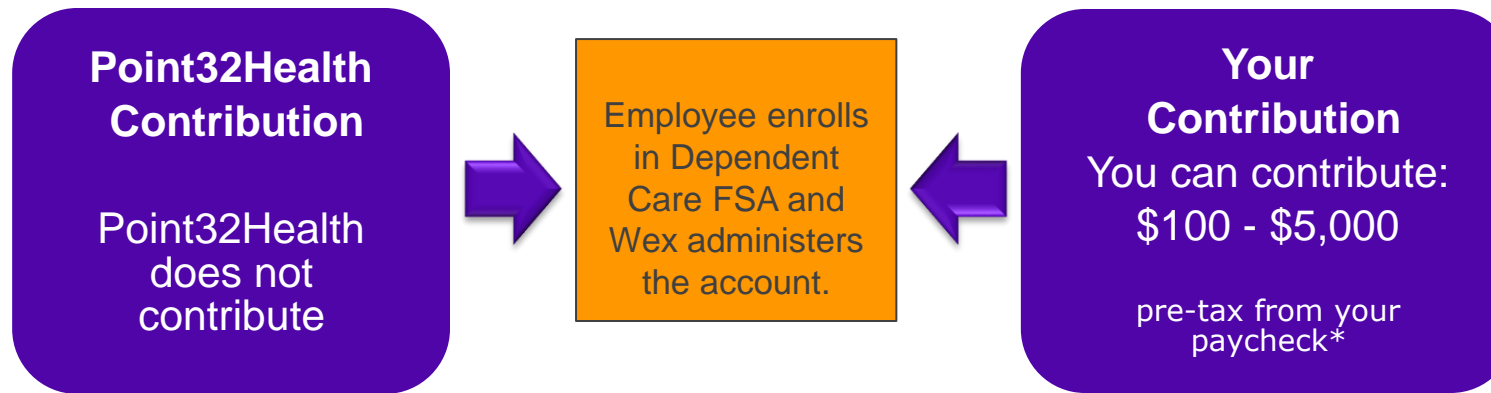 Point32Health
Contribution
Point32Health
does not
contribute
Employee enrolls
in Dependent
Care FSA and
Wex administers
the account.
Your
Contribution
You can contribute:
$100 - $5,000
pre-tax from your
paycheck*